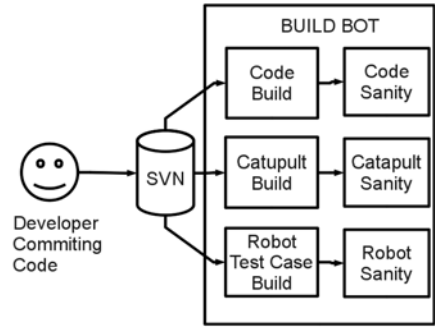 BUILD BOT
Code
Build
Code
Sanity
SVN
Catupult
Build
Catapult
Sanity
Developer
Commiting
Code
Robot
Test Case
Build
Robot
Sanity